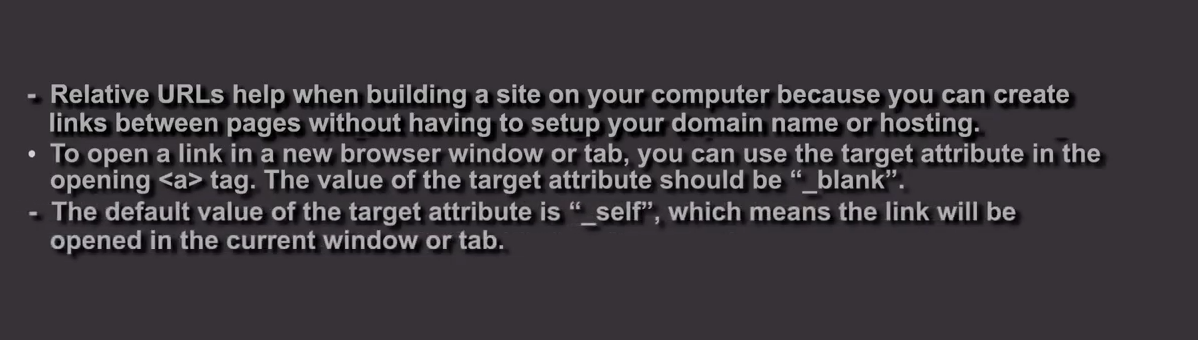 - Relative URLs help when building a site on your computer because you can create
links between pages without having to setup your domain name or hosting.
• To open a link in a new browser window or tab, you can use the target attribute in the
opening <a> tag. The value of the target attribute should be “_blank”.
- The default value of the target attribute is “_self”, which means the link will be
opened in the current window or tab.